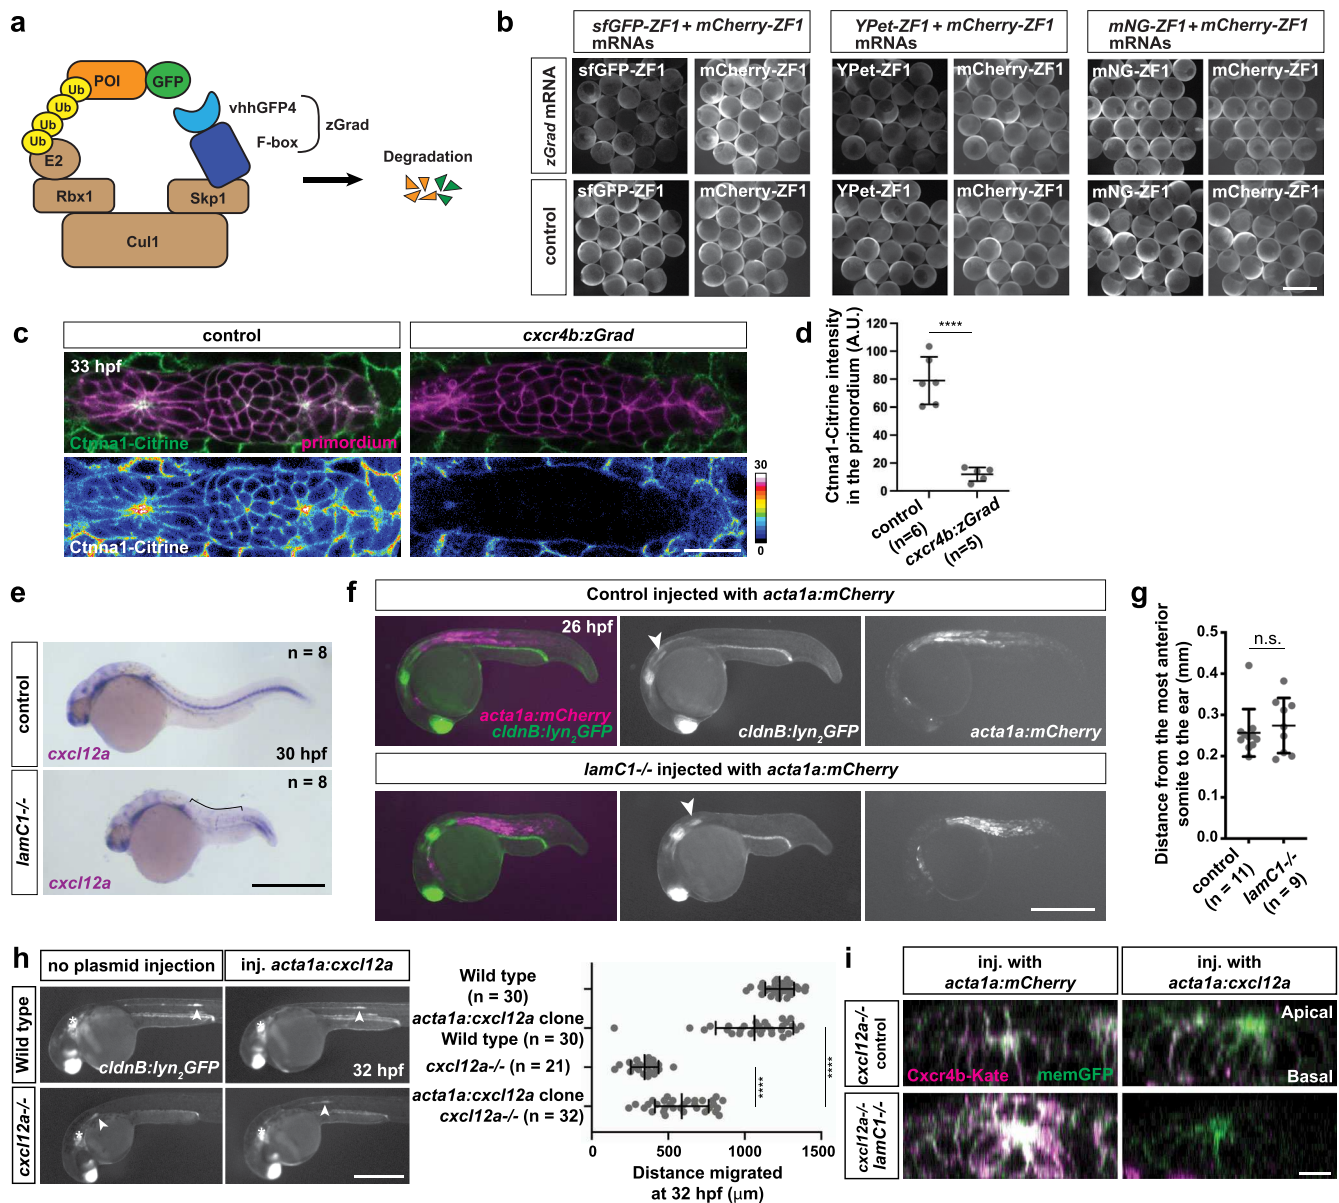 a
POI
GFP
Ub
Ub
Ub
Ub
E2
Rbx1
Cul1
Skp1
vhhGFP4
F-box
zGrad
Degradation
b
sfGFP-ZF1 + mCherry-ZF1
mRNAs
YPet-ZF1 + mCherry-ZF1
mRNAs
mNG-ZF1 + mCherry-ZF1
mRNAs
zGrad mRNA
sfGFP-ZF1
mCherry-ZF1
YPet-ZF1
mCherry-ZF1
mNG-ZF1
mCherry-ZF1
control
sfGFP-ZF1
mCherry-ZF1
YPet-ZF1
mCherry-ZF1
mNG-ZF1
mCherry-ZF1
c
control
cxcr4b:zGrad
33 hpf
Ctnna1-Citrine
primordium
Ctnna1-Citrine
30
0
d
Ctnna1-Citrine intensity
in the primordium (A.U.)
120
100
80
60
40
20
0
****
control
(n=6)
cxcr4b:zGrad
(n=5)
e
control
n = 8
cxcl12a
30 hpf
lamC1-/-
n = 8
cxcl12a
f
Control injected with acta1a:mCherry
26 hpf
acta1a:mCherry
cldnB:lyn2GFP
cldnB:lyn2GFP
acta1a:mCherry
lamC1-/- injected with acta1a:mCherry
g
Distance from the most anterior
somite to the ear (mm)
0.5
0.4
0.3
0.2
0.1
0.0
n.s.
control
(n = 11)
lamC1-/-
(n = 9)
h
no plasmid injection
inj. acta1a:cxcl12a
Wild type
*
cldnB:lyn2GFP
*
32 hpf
cxcl12a-/-
*
*
Wild type
(n = 30)
acta1a:cxcl12a clone
Wild type (n = 30)
cxcl12a-/- (n = 21)
acta1a:cxcl12a clone
cxcl12a-/- (n = 32)
****
****
0
500
1000
1500
Distance migrated
at 32 hpf (μm)
i
inj. with
acta1a:mCherry
inj. with
acta1a:cxcl12a
cxcl12a-/-
control
Cxcr4b-Kate
memGFP
Apical
Basal
cxcl12a-/-
lamC1-/-